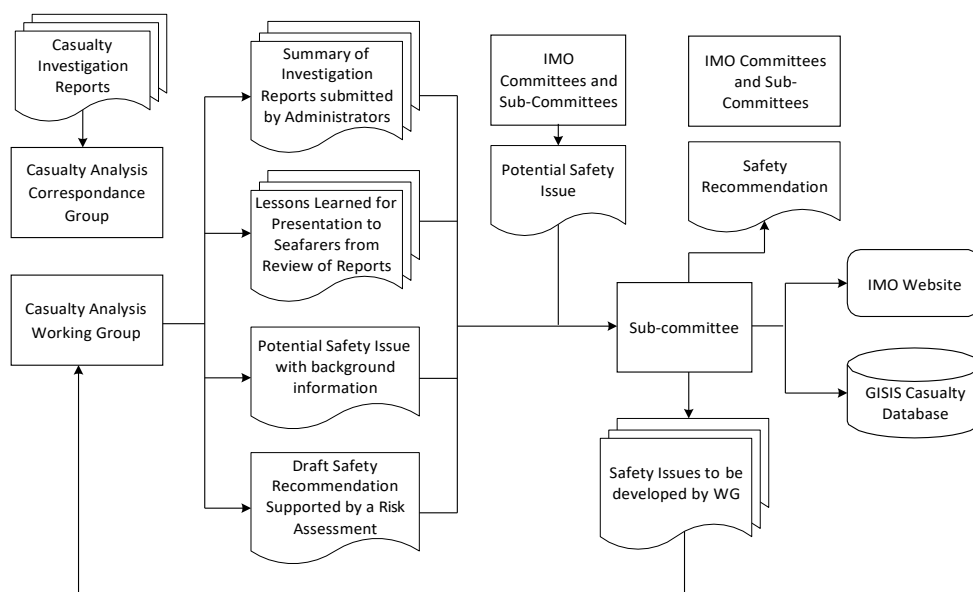 Casualty
Investigation
Reports
Casualty Analysis
Correspondance
Group
Casualty Analysis
Working Group
Summary of
Investigation
Reports submitted
by Administrators
Lessons Learned for
Presentation to
Seafarers from
Review of Reports
Potential Safety Issue
with background
information
Draft Safety
Recommendation
Supported by a Risk
Assessment
IMO
Committees and
Sub-Committees
Potential Safety
Issue
IMO Committees
and Sub-
Committees
Safety
Recommendation
Sub-committee
IMO Website
GISIS Casualty
Database
Safety Issues to be
developed by WG